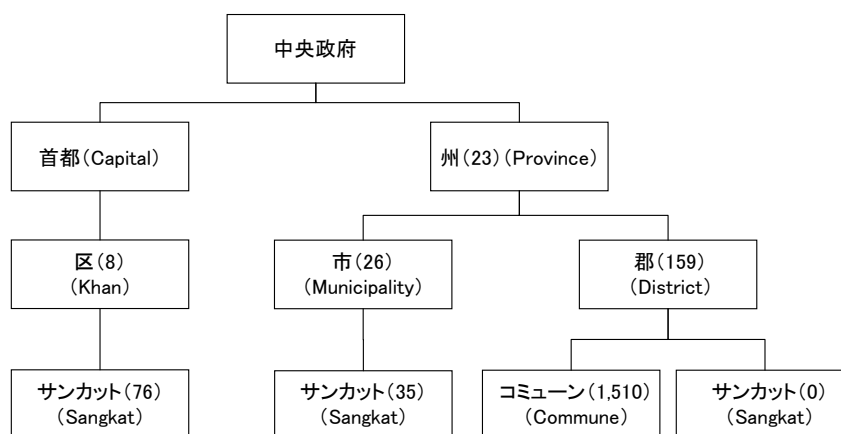 中央政府
首都(Capital)
州(23)(Province)
区(8)
(Khan)
市(26)
(Municipality)
郡(159)
(District)
サンカット(76)
(Sangkat)
サンカット(35)
(Sangkat)
コミューン(1,510)
(Commune)
サンカット(0)
(Sangkat)